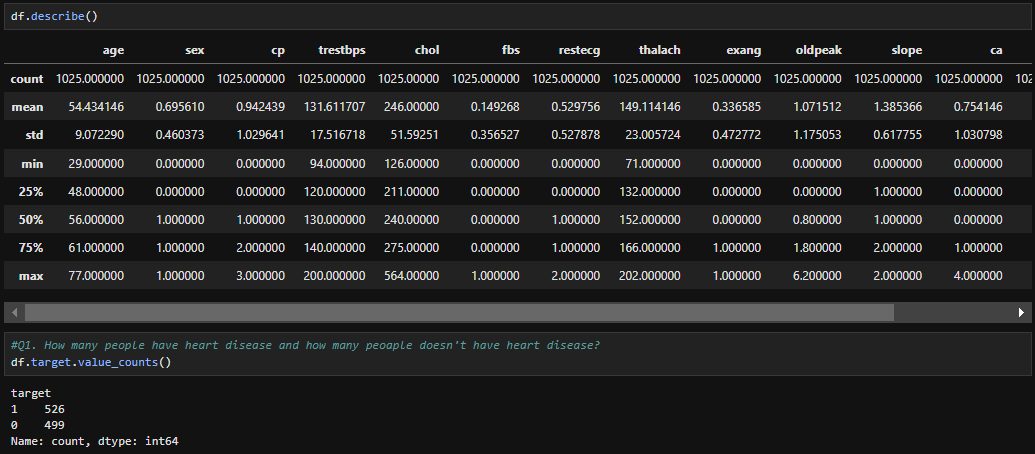 df.describe()
age sex cp trestbps chol fbs restecg thalach exang oldpeak slope ca
count 1025.000000 1025.000000 1025.000000 1025.000000 1025.00000 1025.000000 1025.000000 1025.000000 1025.000000 1025.000000 1025.000000 1025.000000 102
mean 54.434146 0.695610 0.942439 131.611707 246.00000 0.149268 0.529756 149.114146 0.336585 1.071512 1.385366 0.754146
std 9.072290 0.460373 1.029641 17.516718 51.59251 0.356527 0.527878 23.005724 0.472772 1.175053 0.617755 1.030798
min 29.000000 0.000000 0.000000 94.000000 126.00000 0.000000 0.000000 71.000000 0.000000 0.000000 0.000000 0.000000
25% 48.000000 0.000000 0.000000 120.000000 211.00000 0.000000 0.000000 132.000000 0.000000 0.000000 1.000000 0.000000
50% 56.000000 1.000000 1.000000 130.000000 240.00000 0.000000 1.000000 152.000000 0.000000 0.800000 1.000000 0.000000
75% 61.000000 1.000000 2.000000 140.000000 275.00000 0.000000 1.000000 166.000000 1.000000 1.800000 2.000000 1.000000
max 77.000000 1.000000 3.000000 200.000000 564.00000 1.000000 2.000000 202.000000 1.000000 6.200000 2.000000 4.000000
#Q1. How many people have heart disease and how many peoaple doesn't have heart disease?
df.target.value_counts()
target
1 526
0 499
Name: count, dtype: int64